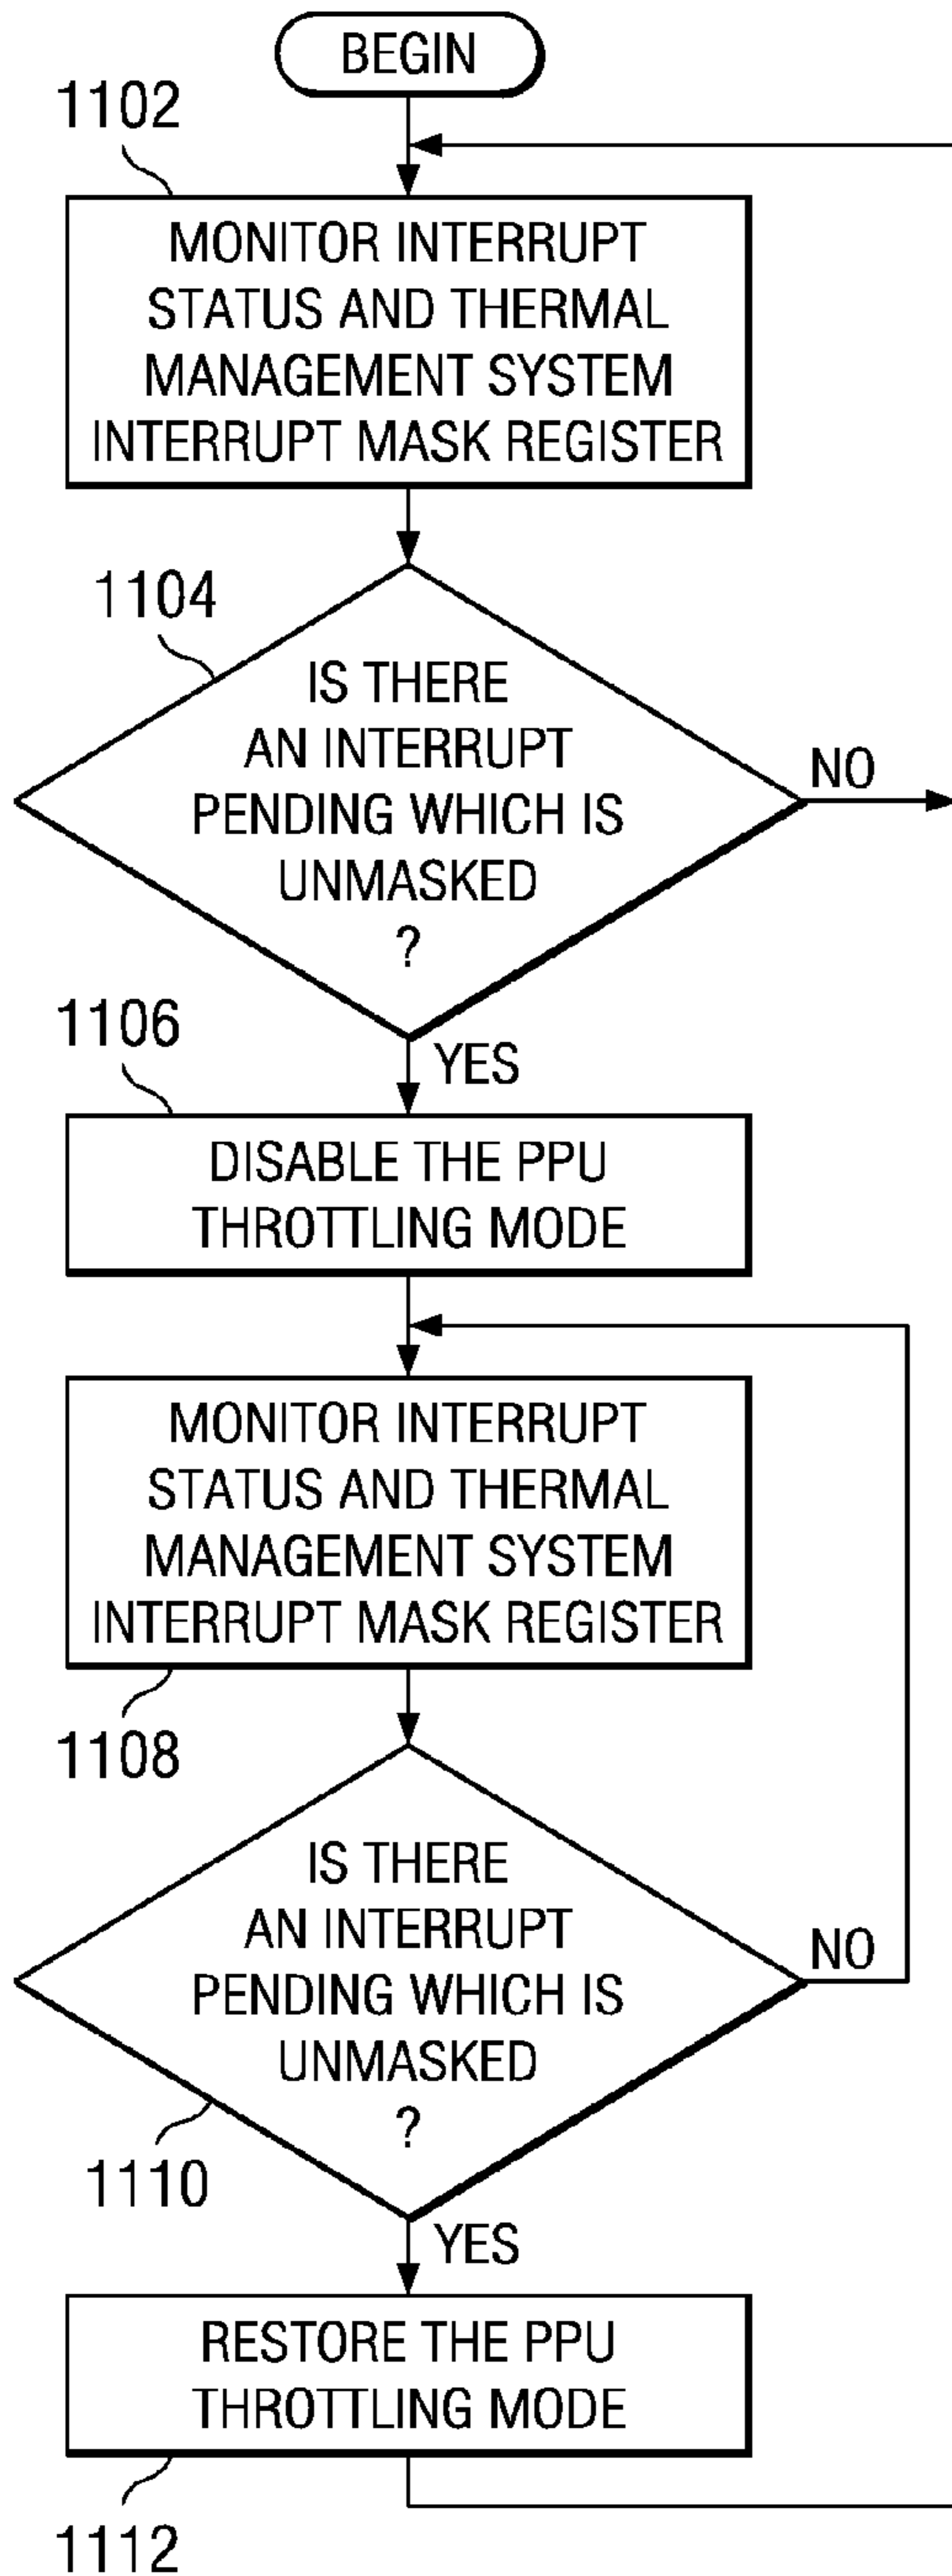 BEGIN
1102
MONITOR INTERRUPT
STATUS AND THERMAL
MANAGEMENT SYSTEM
INTERRUPT MASK REGISTER
1104
IS THERE
AN INTERRUPT
PENDING WHICH IS
UNMASKED
?
NO
YES
1106
DISABLE THE PPU
THROTTLING MODE
MONITOR INTERRUPT
STATUS AND THERMAL
MANAGEMENT SYSTEM
INTERRUPT MASK REGISTER
1108
IS THERE
AN INTERRUPT
PENDING WHICH IS
UNMASKED
?
NO
1110
YES
RESTORE THE PPU
THROTTLING MODE
1112